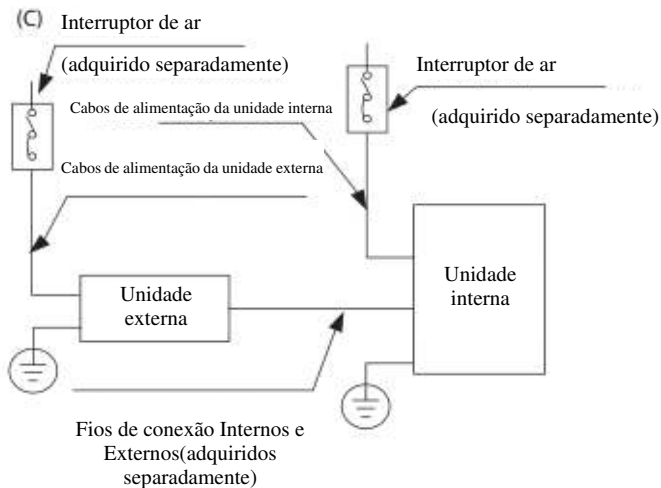 (C) Interruptor de ar
(adquirido separadamente)
Interruptor de ar
(adquirido separadamente)
Cabos de alimentação da unidade interna
Cabos de alimentação da unidade externa
Unidade
externa
Unidade
interna
Fios de conexão Internos e
Externos(adquiridos
separadamente)